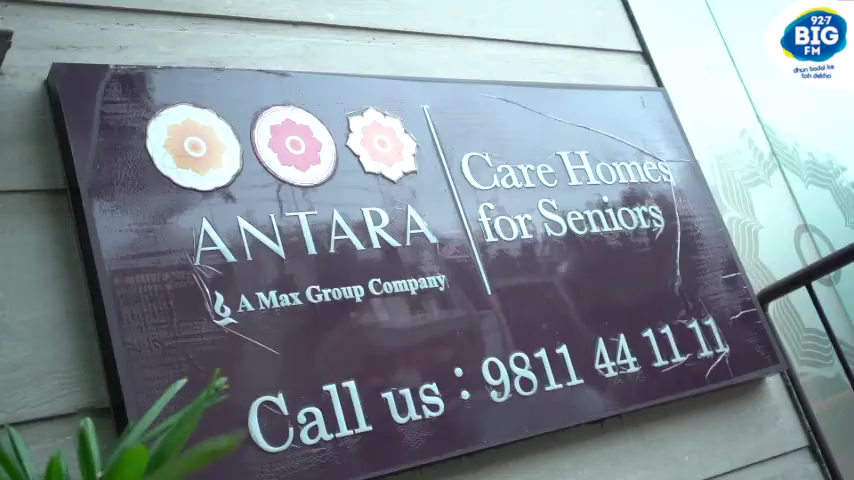 ANTARA
A Max Group Company
Care Homes
for Seniors
Call us : 9811 44 11 11
92.7
BIG
FM
dhun badal ke
toh dekho